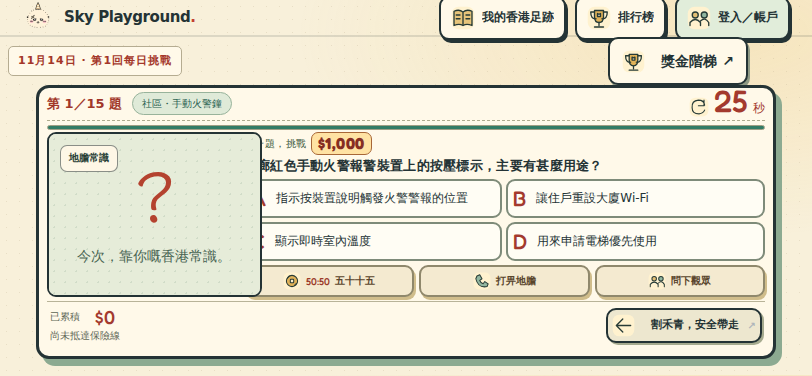 Sky Playground.
我的香港足跡
排行榜
登入／帳戶
11月14日 · 第1回每日挑戰
獎金階梯 ↗
第 1／15 題
社區 · 手動火警鐘
25 秒
地膽常識
?
今次，靠你嘅香港常識。
題，挑戰 $1,000
紅色手動火警報警裝置上的按壓標示，主要有甚麼用途？
指示按裝置說明觸發火警警報的位置
B 讓住戶重設大廈Wi-Fi
顯示即時室內溫度
D 用來申請電梯優先使用
50:50 五十十五
打畀地膽
問下觀眾
已累積 $0
尚未抵達保險線
割禾青，安全帶走 ↗